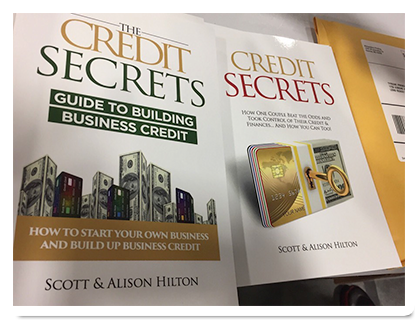 THE
CREDIT
SECRETS
GUIDE TO BUILDING
BUSINESS CREDIT
HOW TO START YOUR OWN BUSINESS
AND BUILD UP BUSINESS CREDIT
SCOTT & ALISON HILTON
CREDIT
SECRETS
HOW ONE COUPLE BEAT THE ODDS AND
TOOK CONTROL OF THEIR CREDIT &
FINANCES... AND HOW YOU CAN TOO!
SCOTT & ALISON HILTON